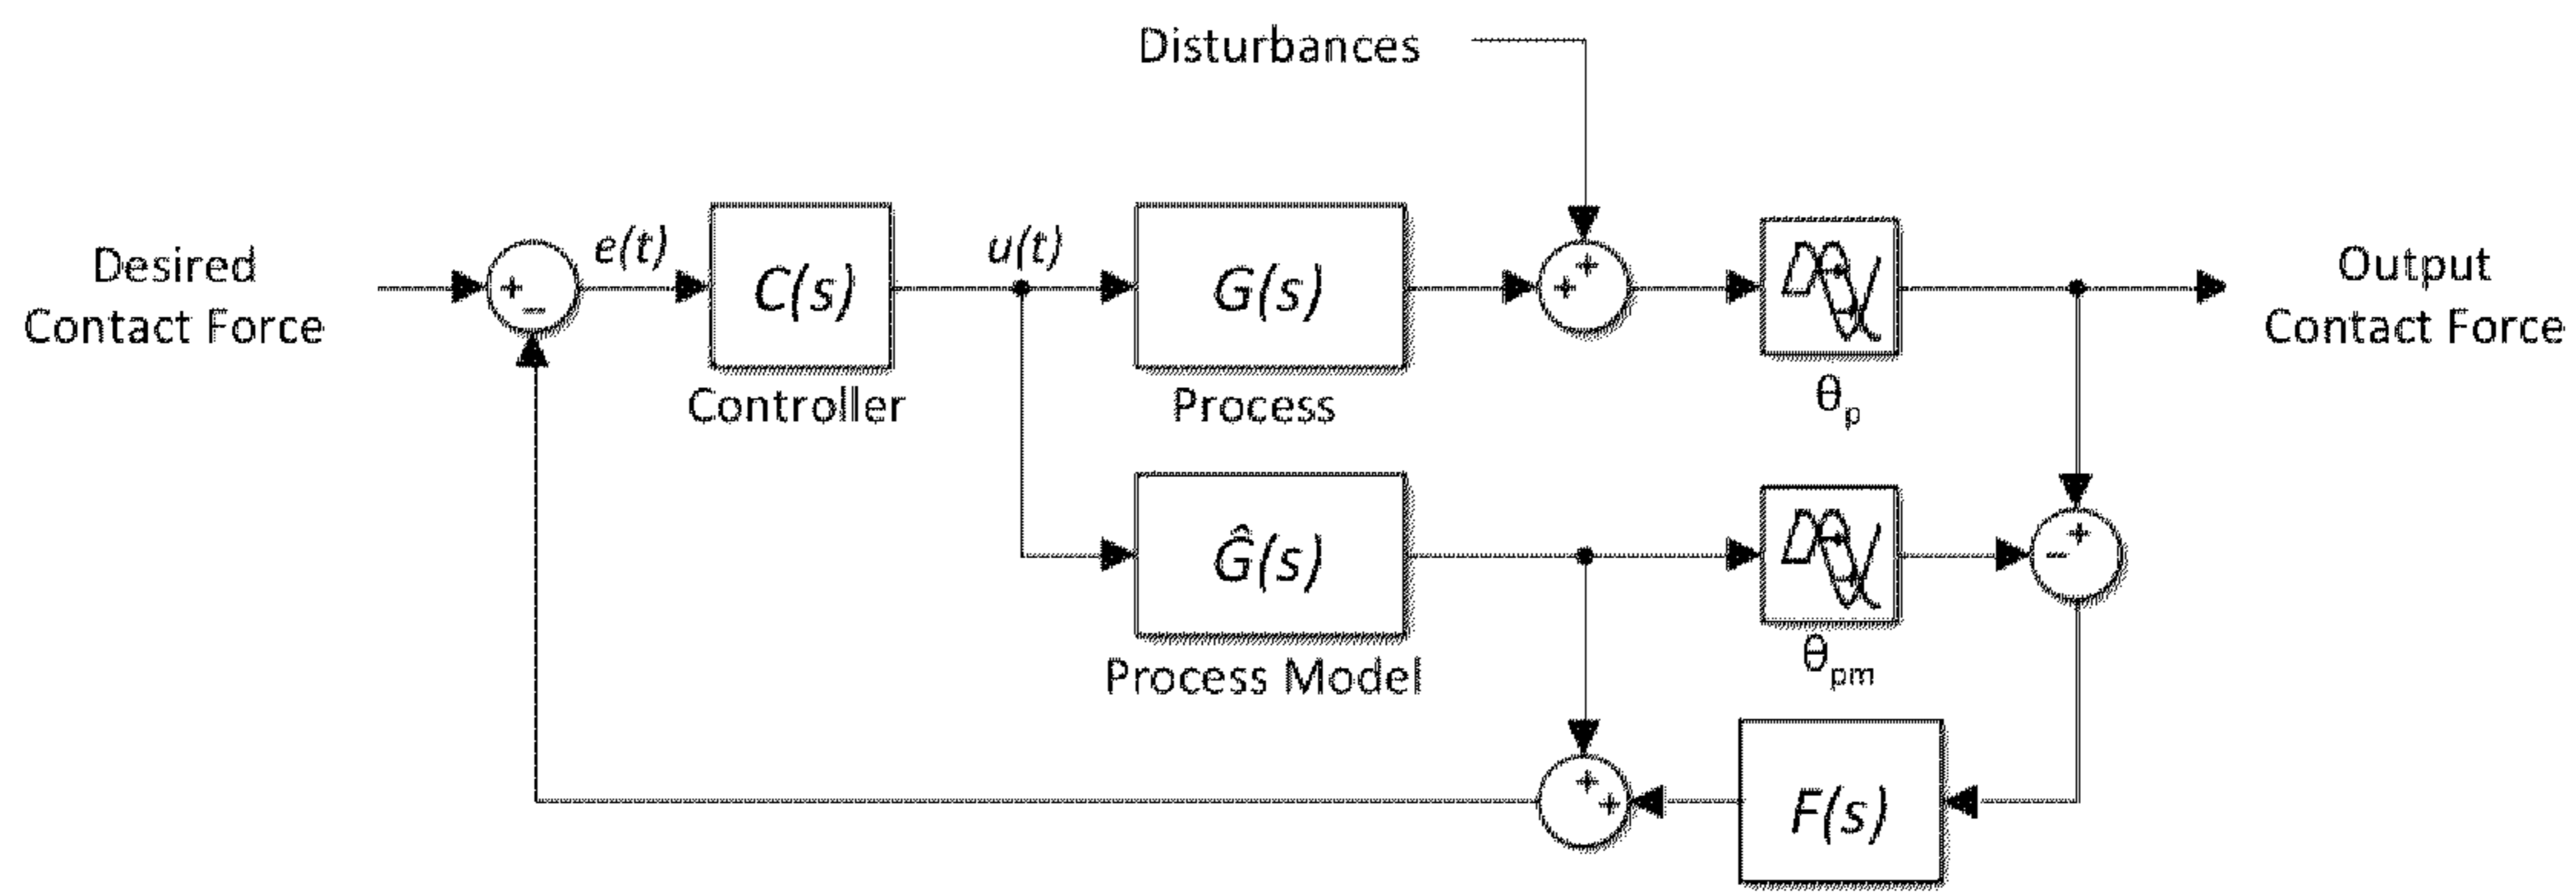 Disturbances
Desired
Contact Force
+
−
e(t)
C(s)
Controller
u(t)
G(s)
Process
+
+
θp
Output
Contact Force
Ĝ(s)
Process Model
θpm
−
+
+
+
F(s)